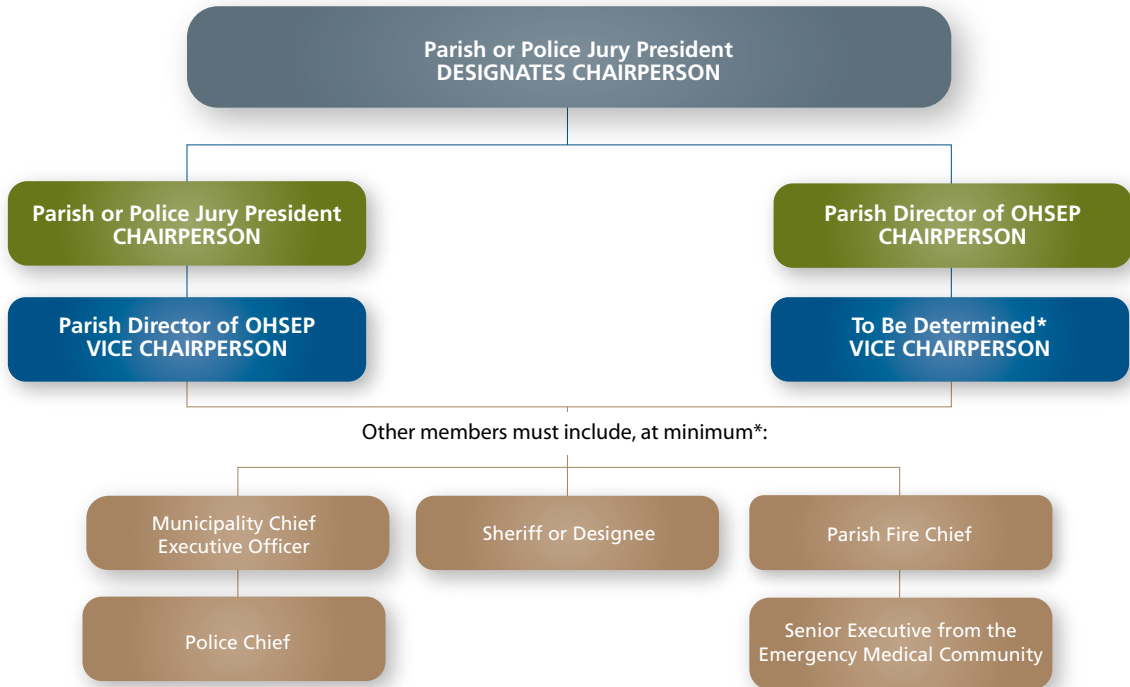 Parish or Police Jury President
DESIGNATES CHAIRPERSON
Parish or Police Jury President
CHAIRPERSON
Parish Director of OHSEP
CHAIRPERSON
Parish Director of OHSEP
VICE CHAIRPERSON
To Be Determined*
VICE CHAIRPERSON
Other members must include, at minimum*:
Municipality Chief
Executive Officer
Sheriff or Designee
Parish Fire Chief
Police Chief
Senior Executive from the
Emergency Medical Community